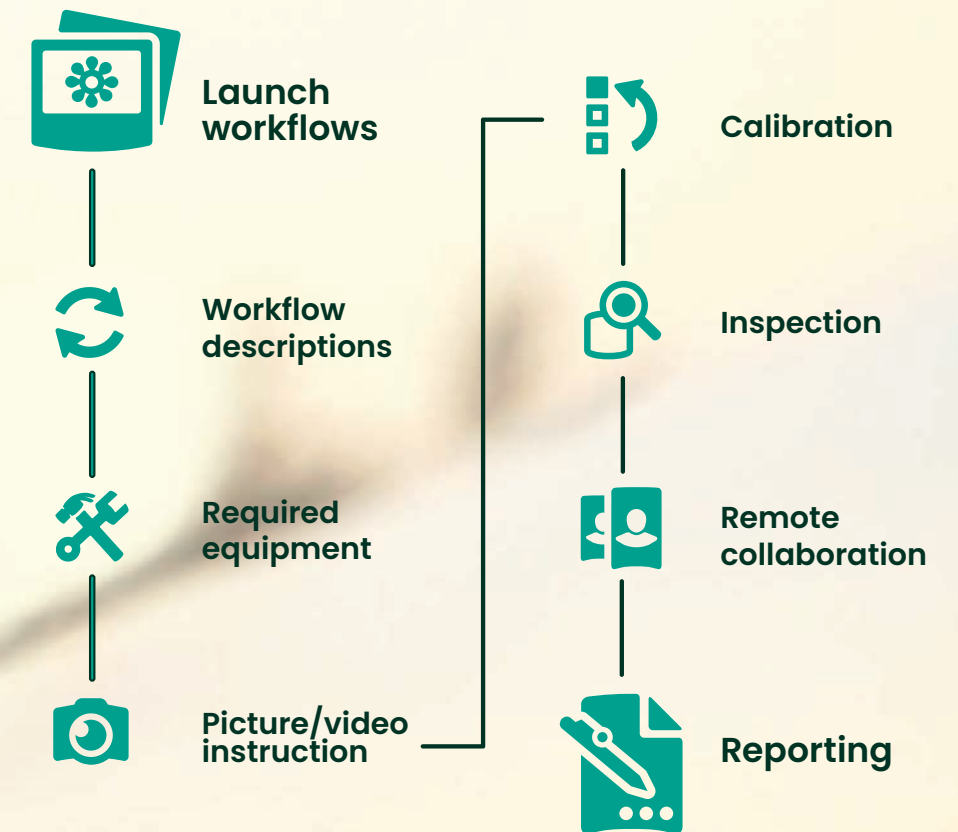 Launch
workflows
Workflow
descriptions
Required
equipment
Picture/video
instruction
Calibration
Inspection
Remote
collaboration
Reporting